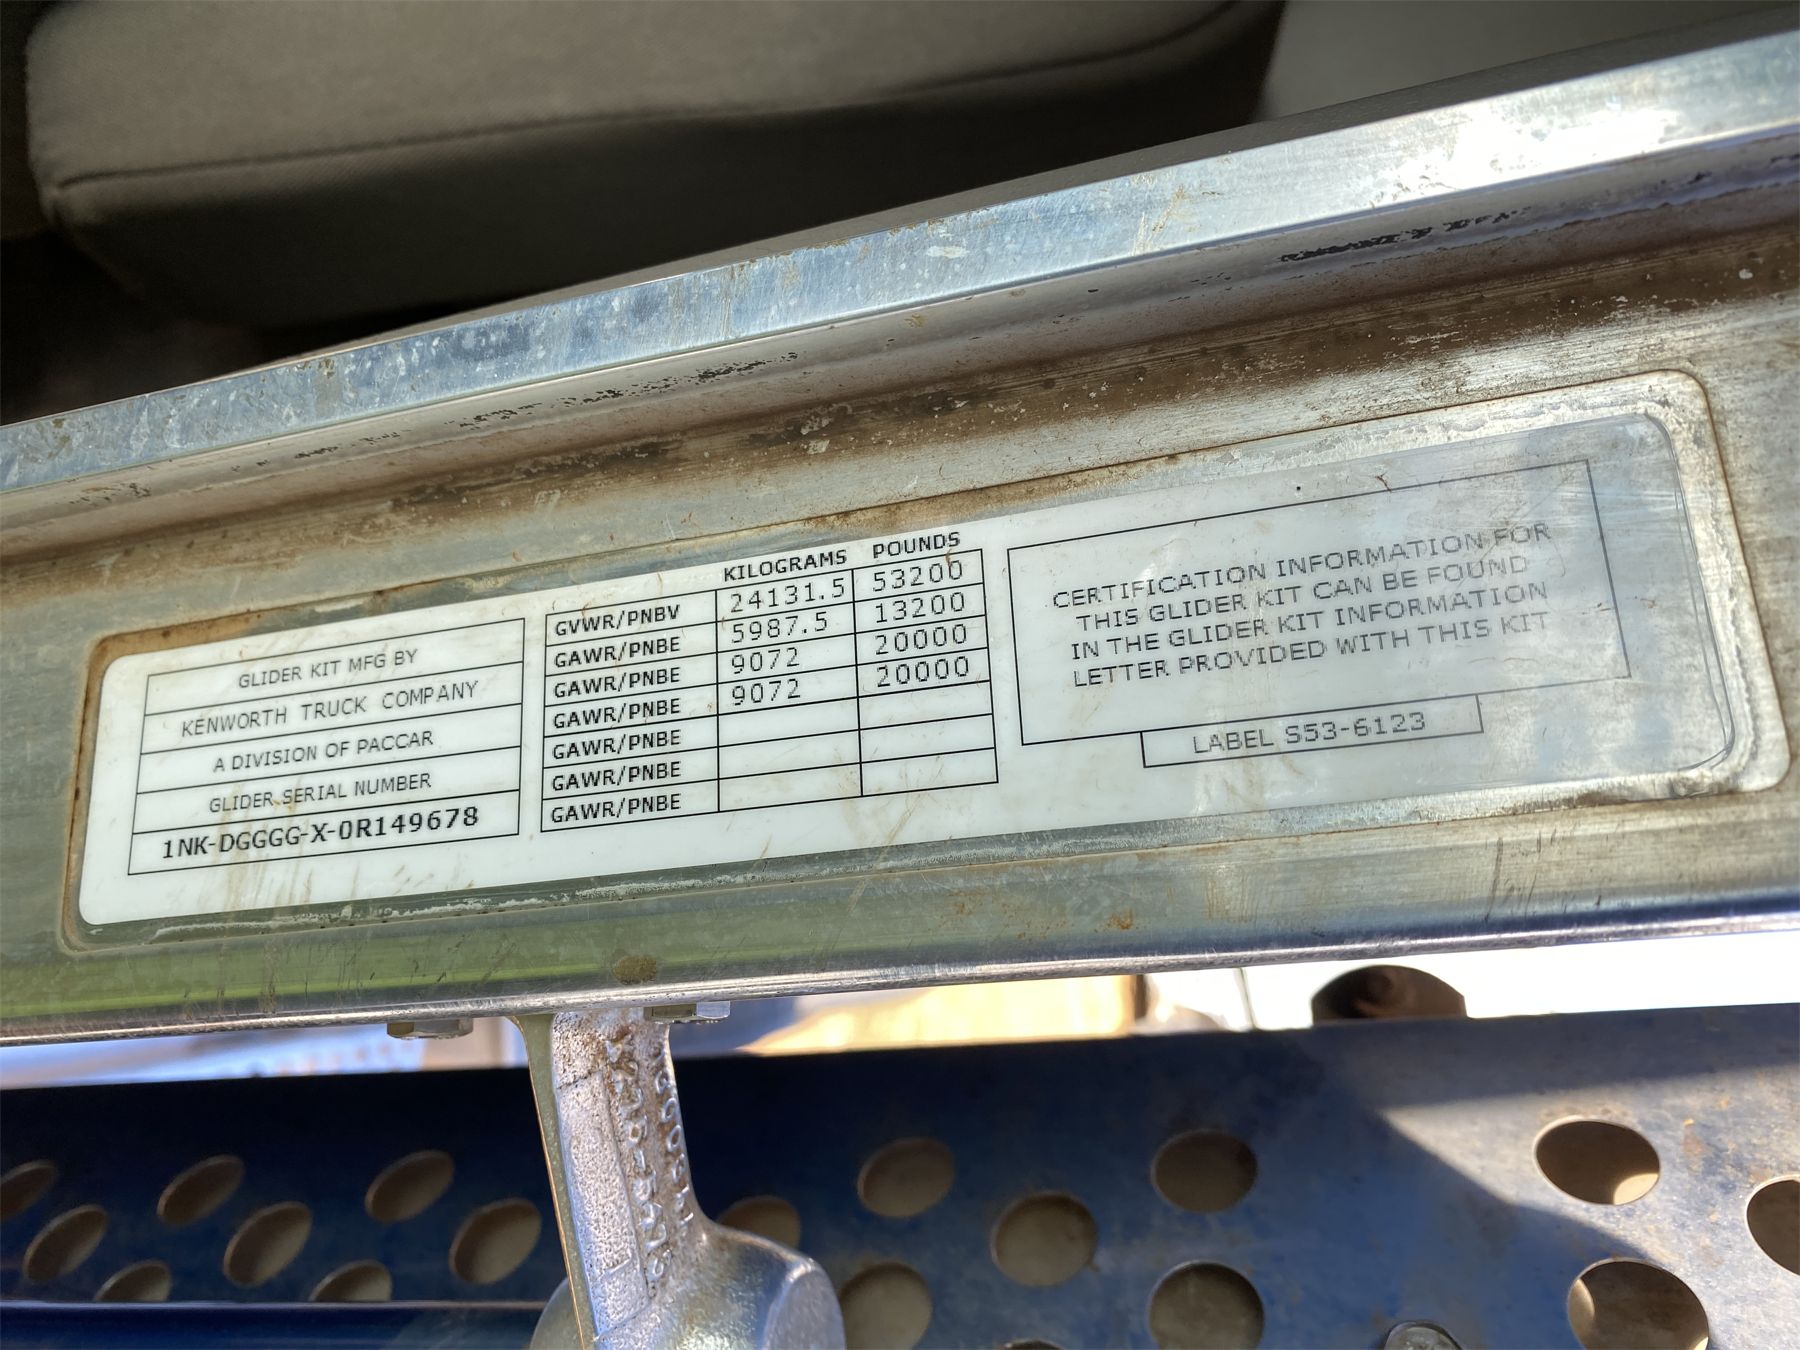 GLIDER KIT MFG BY
KENWORTH TRUCK COMPANY
A DIVISION OF PACCAR
GLIDER SERIAL NUMBER
1NK-DGGGG-X-0R149678
KILOGRAMS POUNDS
GVWR/PNBV 24131.5 53200
GAWR/PNBE 5987.5 13200
GAWR/PNBE 9072 20000
GAWR/PNBE 9072 20000
GAWR/PNBE
GAWR/PNBE
GAWR/PNBE
CERTIFICATION INFORMATION FOR
THIS GLIDER KIT CAN BE FOUND
IN THE GLIDER KIT INFORMATION
LETTER PROVIDED WITH THIS KIT
LABEL S53-6123